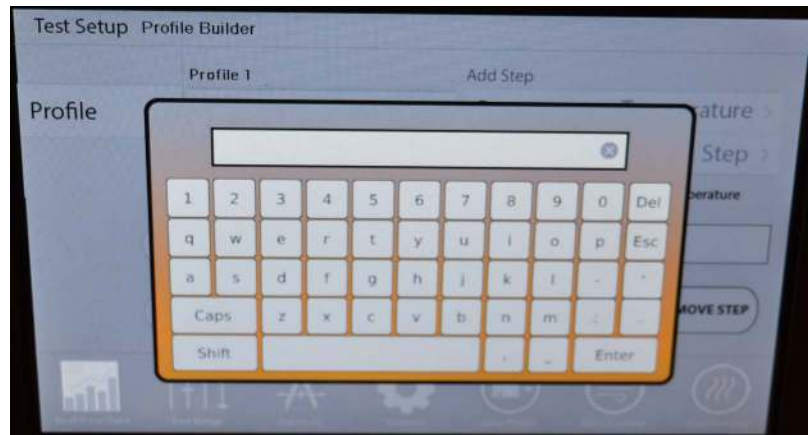 Test Setup Profile Builder
Profile 1 Add Step
Profile
ature >
Step >
perature
1 2 3 4 5 6 7 8 9 0 Del
q w e r t y u i o p Esc
a s d f g h j k l -
Caps z x c v b n m :
MOVE STEP
Shift , _ Enter